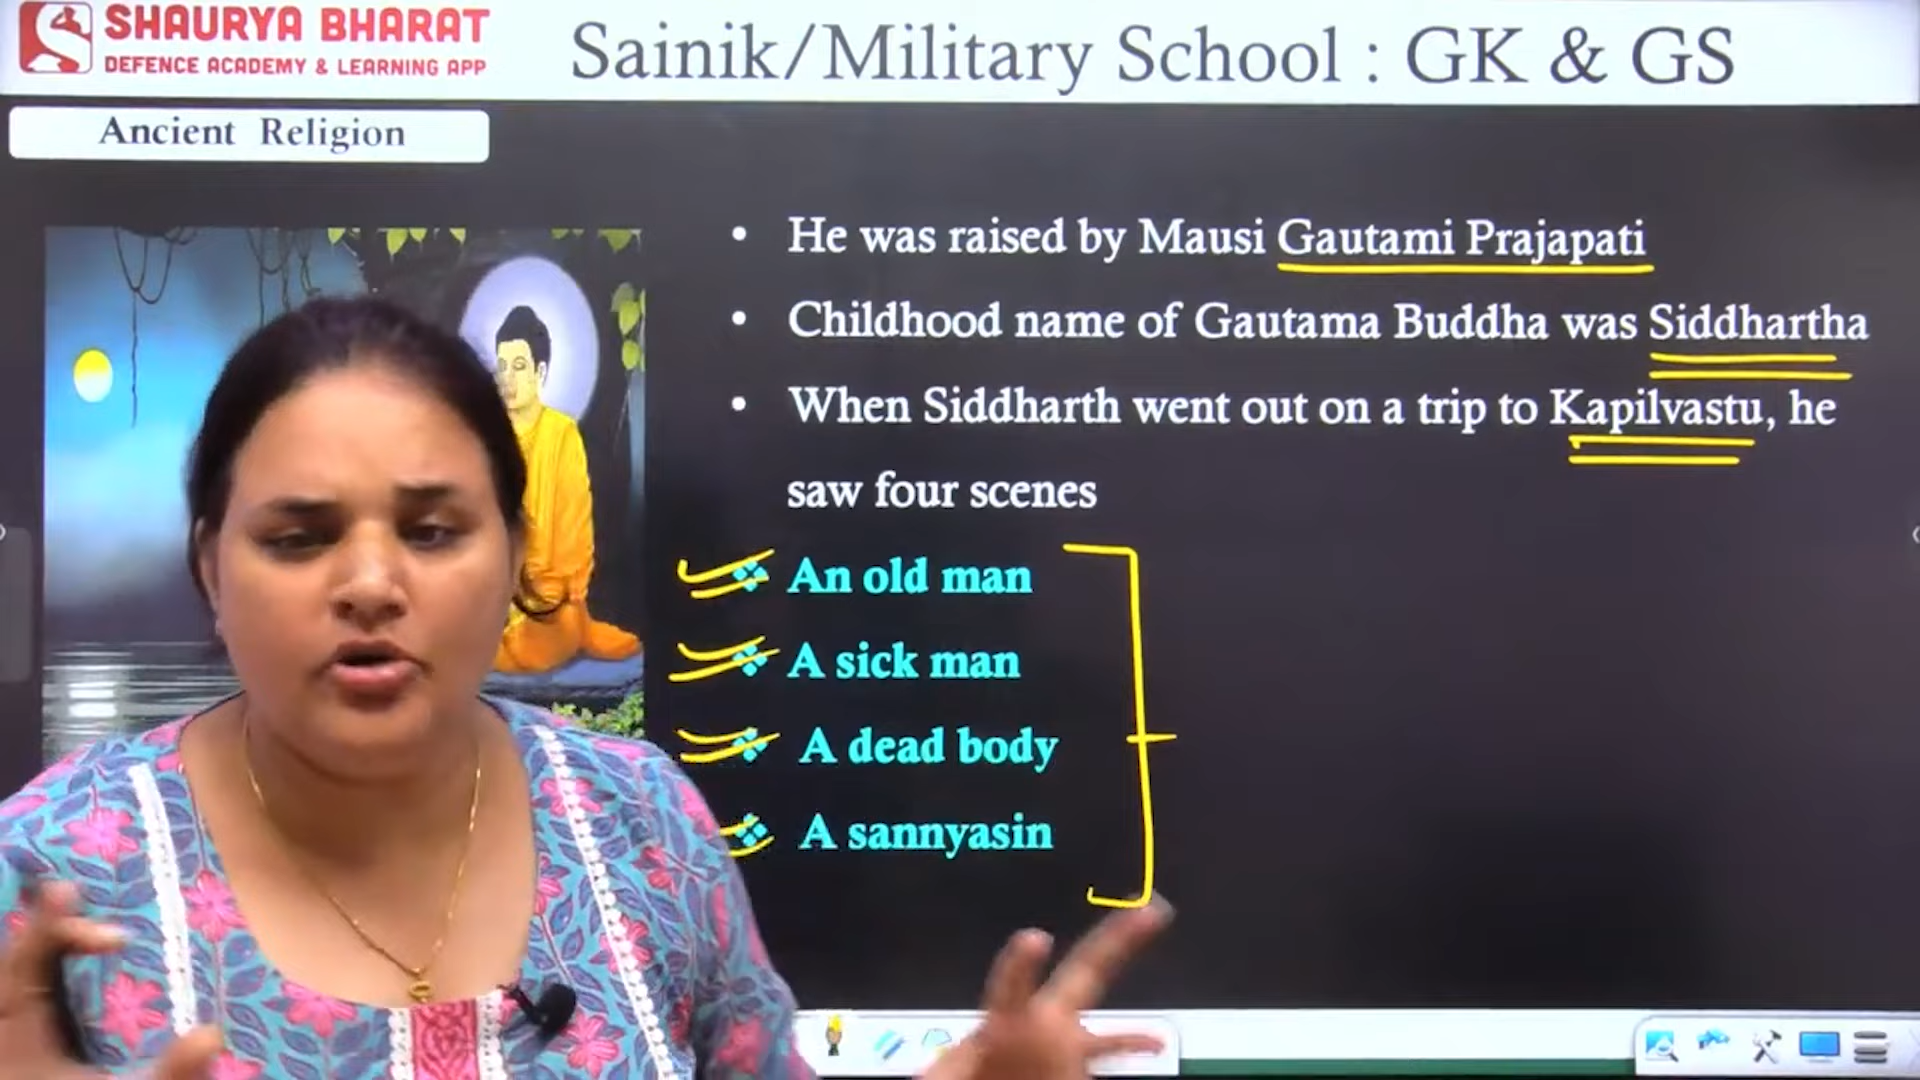 SHAURYA BHARAT
DEFENCE ACADEMY & LEARNING APP
Sainik/Military School : GK & GS
Ancient Religion
• He was raised by Mausi Gautami Prajapati
• Childhood name of Gautama Buddha was Siddhartha
• When Siddharth went out on a trip to Kapilvastu, he
saw four scenes
❖ An old man
❖ A sick man
❖ A dead body
❖ A sannyasin